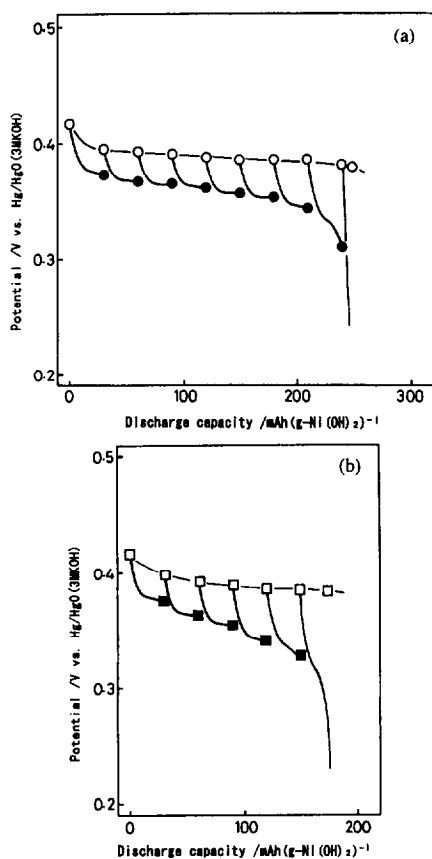 (a)
0.5
0.4
0.3
0.2
Potential /V vs. Hg/HgO(3MKOH)
0
100
200
300
Discharge capacity /mAh(g-Ni(OH)₂)⁻¹
(b)
0.5
0.4
0.3
0.2
Potential /V vs. Hg/HgO(3MKOH)
0
100
200
Discharge capacity /mAh(g-Ni(OH)₂)⁻¹